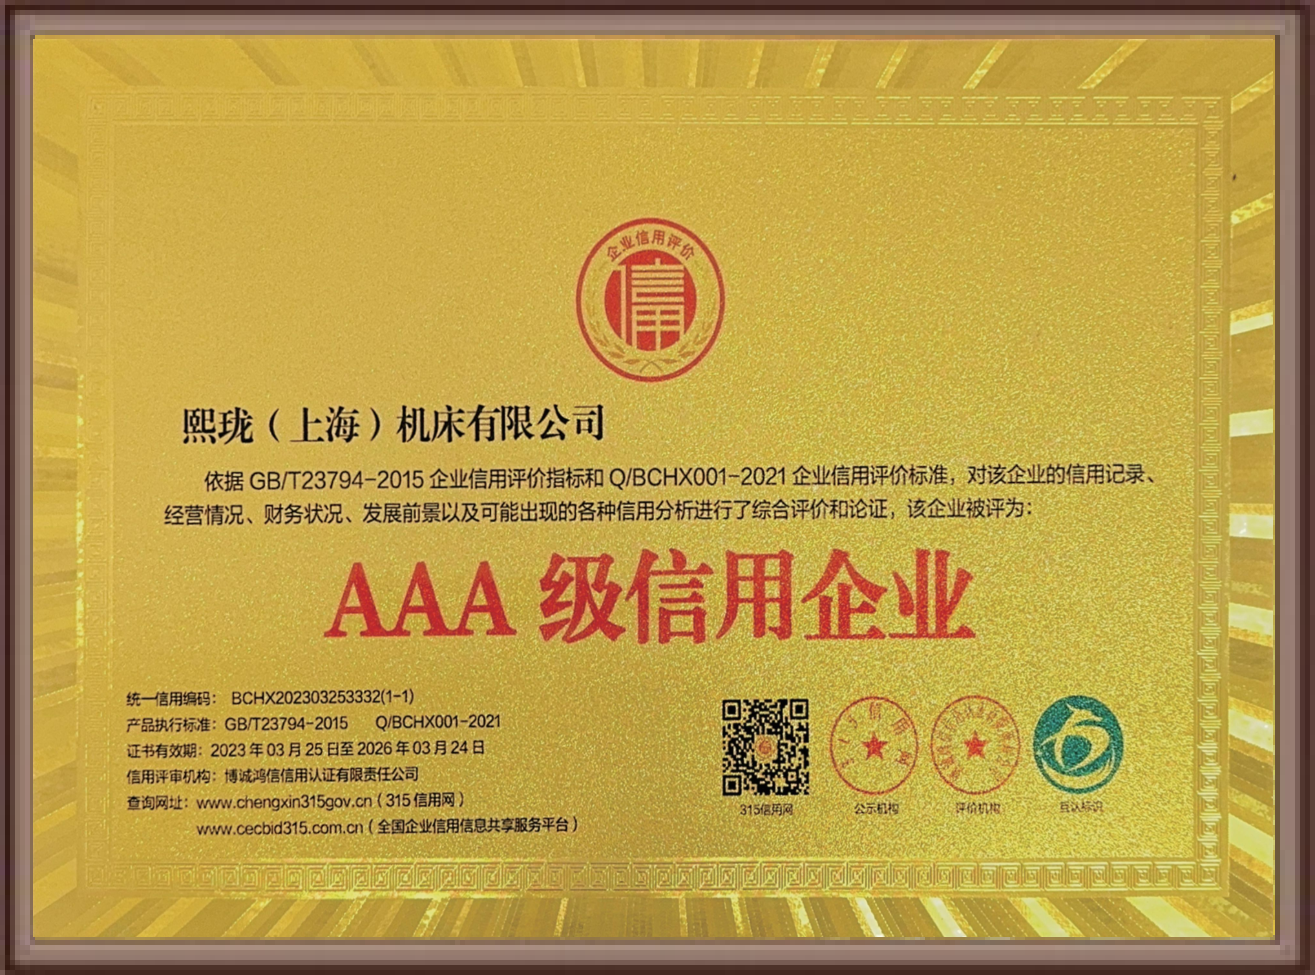 企业信用评价
信用
熙珑（上海）机床有限公司
依据 GB/T23794-2015 企业信用评价指标和 Q/BCHX001-2021 企业信用评价标准，对该企业的信用记录、
经营情况、财务状况、发展前景以及可能出现的各种信用分析进行了综合评价和论证，该企业被评为：
AAA 级信用企业
统一信用编码： BCHX202303253332(1-1)
产品执行标准：GB/T23794-2015 Q/BCHX001-2021
证书有效期：2023 年 03 月 25 日至 2026 年 03 月 24 日
信用评审机构：博诚鸿信信用认证有限责任公司
查询网址：www.chengxin315gov.cn（315 信用网）
www.cecbid315.com.cn（全国企业信用信息共享服务平台）
315信用网
公示机构
评价机构
互认标识